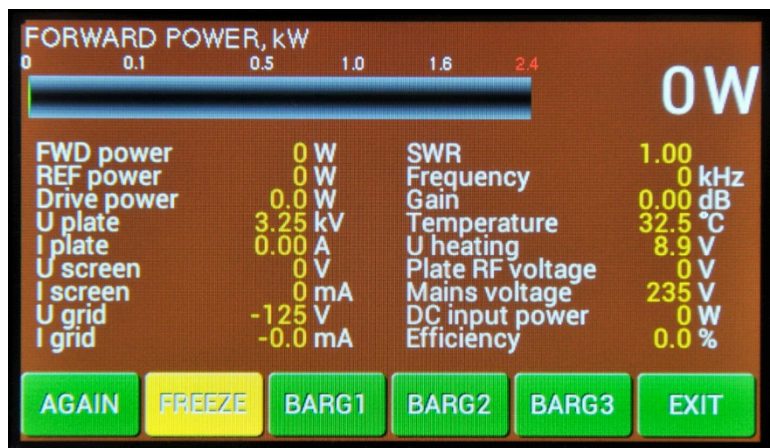 FORWARD POWER, kW
0 0.1 0.5 1.0 1.6 2.4
0W
FWD power 0 W
REF power 0 W
Drive power 0.0 W
U plate 3.25 kV
I plate 0.00 A
U screen 0 V
I screen 0 mA
U grid -125 V
I grid -0.0 mA
SWR 1.00
Frequency 0 kHz
Gain 0.00 dB
Temperature 32.5 °C
U heating 8.9 V
Plate RF voltage 0 V
Mains voltage 235 V
DC input power 0 W
Efficiency 0.0 %
AGAIN FREEZE BARG1 BARG2 BARG3 EXIT